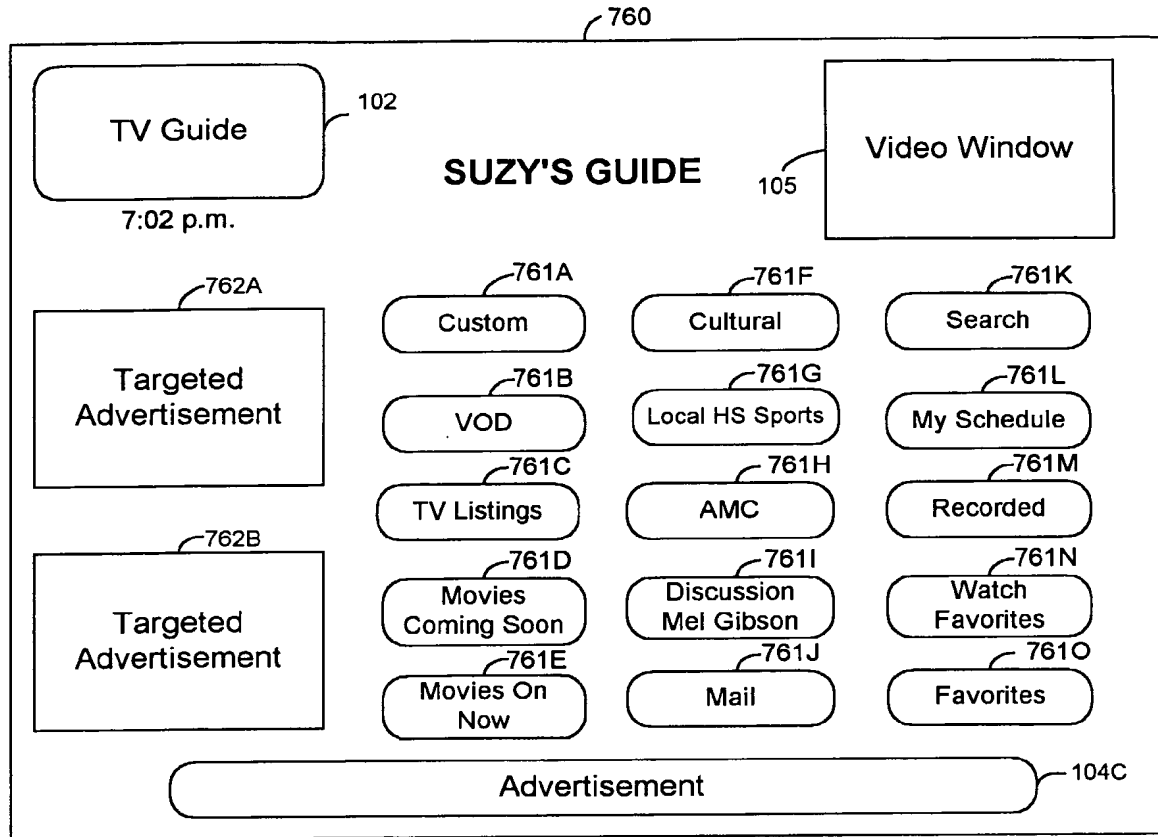 760
TV Guide
102
7:02 p.m.
SUZY'S GUIDE
105
Video Window
762A
Targeted
Advertisement
762B
Targeted
Advertisement
761A
Custom
761B
VOD
761C
TV Listings
761D
Movies
Coming Soon
761E
Movies On
Now
761F
Cultural
761G
Local HS Sports
761H
AMC
761I
Discussion
Mel Gibson
761J
Mail
761K
Search
761L
My Schedule
761M
Recorded
761N
Watch
Favorites
761O
Favorites
Advertisement
104C